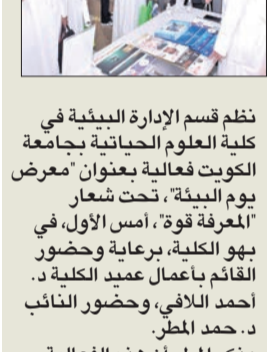 نظم قسم الإدارة البيئية في
كلية العلوم الحياتية بجامعة
الكويت فعالية بعنوان "معرض
يوم البيئة"، تحت شعار
"المعرفة قوة"، أمس الأول، في
بهو الكلية، برعاية وحضور
القائم بأعمال عميد الكلية د.
أحمد اللافي، وحضور النائب
د. حمد المطر.